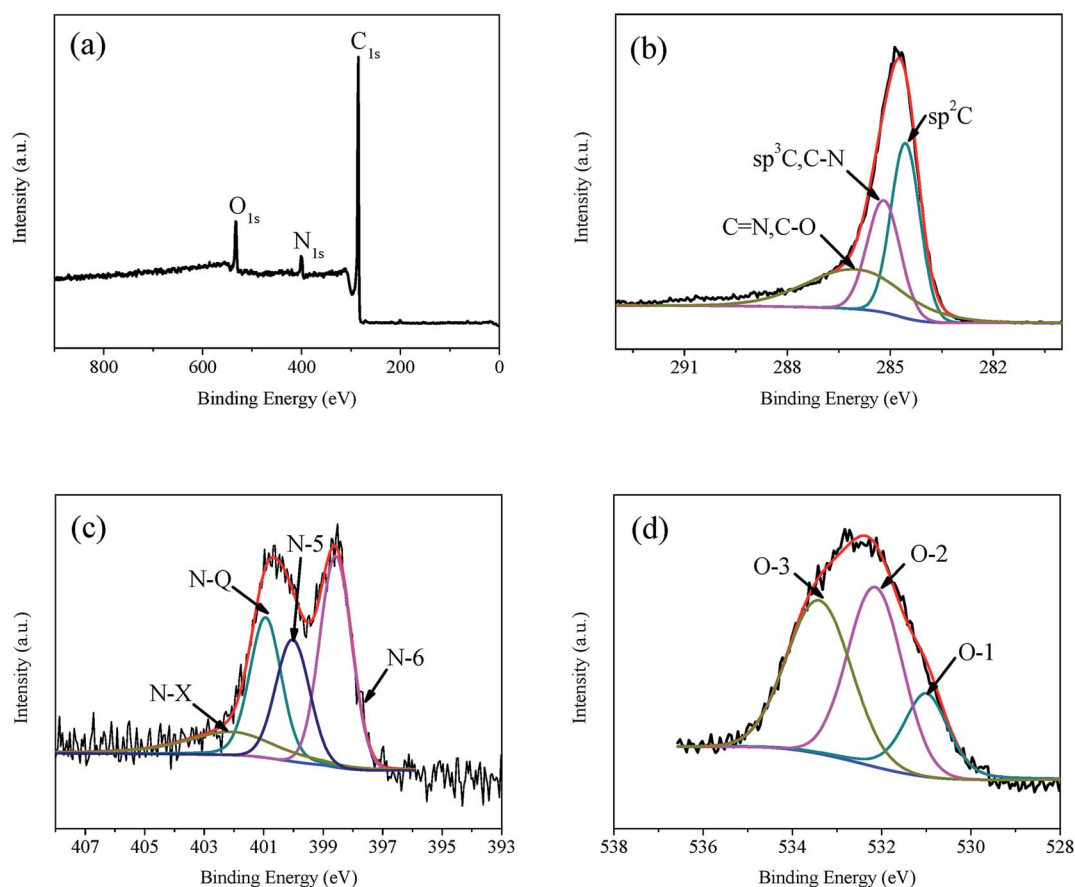 (a)
C1s
O1s
N1s
Intensity (a.u.)
800 600 400 200 0
Binding Energy (eV)
(b)
sp2C
sp3C,C-N
C=N,C-O
Intensity (a.u.)
291 288 285 282
Binding Energy (eV)
(c)
N-5
N-Q
N-6
N-X
Intensity (a.u.)
407 405 403 401 399 397 395 393
Binding Energy (eV)
(d)
O-2
O-3
O-1
Intensity (a.u.)
538 536 534 532 530 528
Binding Energy (eV)